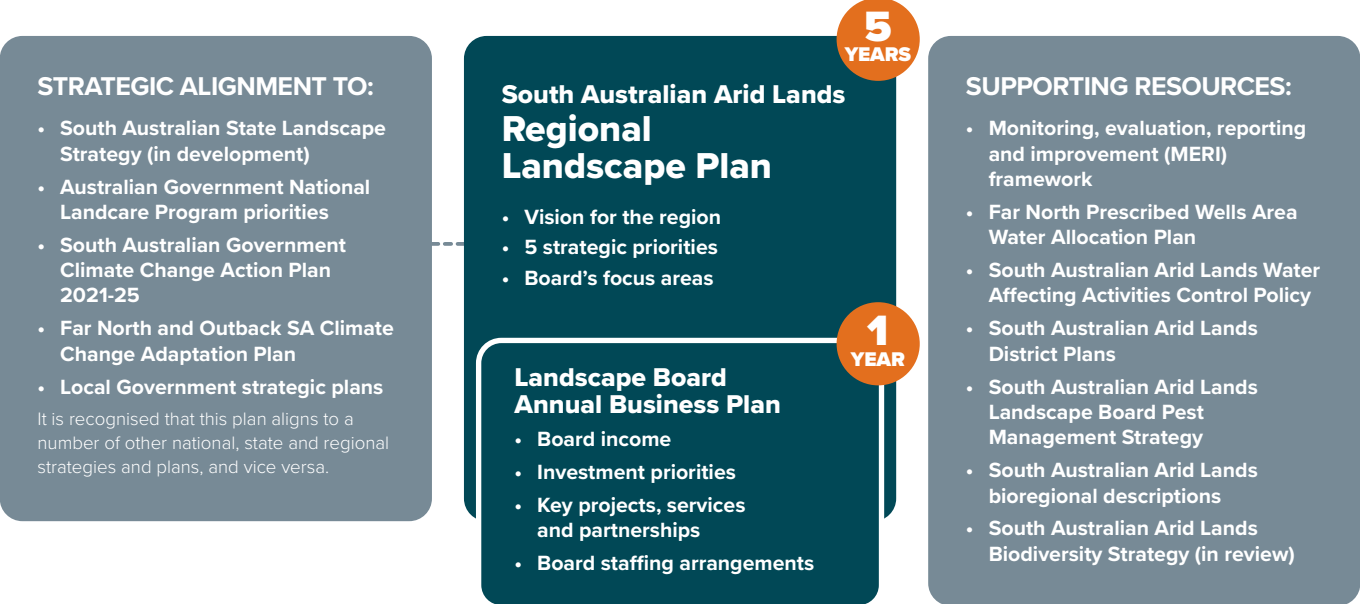 STRATEGIC ALIGNMENT TO:
• South Australian State Landscape
Strategy (in development)
• Australian Government National
Landcare Program priorities
• South Australian Government
Climate Change Action Plan
2021-25
• Far North and Outback SA Climate
Change Adaptation Plan
• Local Government strategic plans
It is recognised that this plan aligns to a
number of other national, state and regional
strategies and plans, and vice versa.
5
YEARS
South Australian Arid Lands
Regional
Landscape Plan
• Vision for the region
• 5 strategic priorities
• Board’s focus areas
1
YEAR
Landscape Board
Annual Business Plan
• Board income
• Investment priorities
• Key projects, services
and partnerships
• Board staffing arrangements
SUPPORTING RESOURCES:
• Monitoring, evaluation, reporting
and improvement (MERI)
framework
• Far North Prescribed Wells Area
Water Allocation Plan
• South Australian Arid Lands Water
Affecting Activities Control Policy
• South Australian Arid Lands
District Plans
• South Australian Arid Lands
Landscape Board Pest
Management Strategy
• South Australian Arid Lands
bioregional descriptions
• South Australian Arid Lands
Biodiversity Strategy (in review)